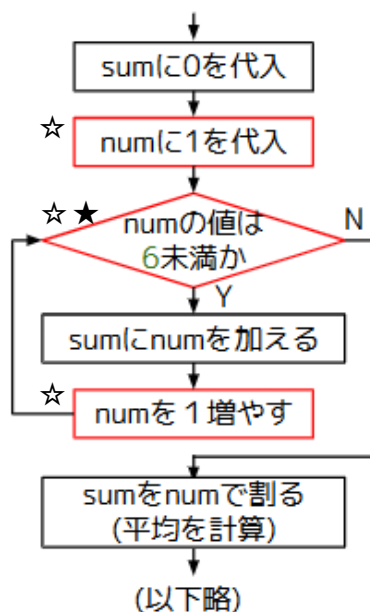 sumに0を代入
☆ numに1を代入
☆ ★ numの値は N
6未満か
Y
sumにnumを加える
☆ numを１増やす
sumをnumで割る
(平均を計算)
(以下略)